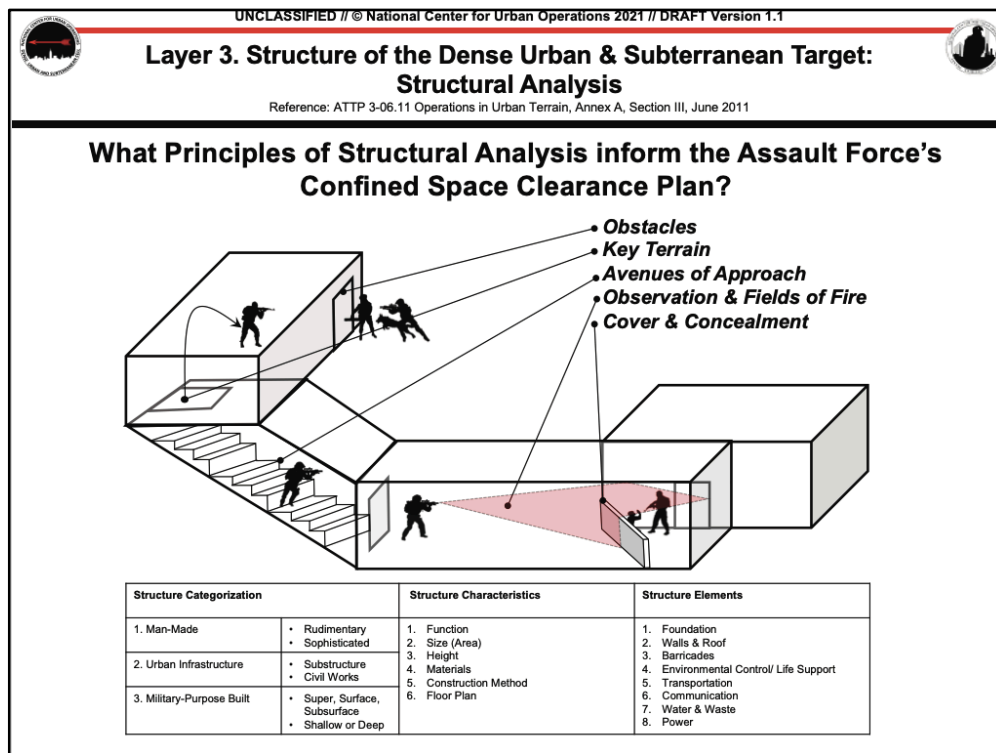 UNCLASSIFIED // © National Center for Urban Operations 2021 // DRAFT Version 1.1
Layer 3. Structure of the Dense Urban & Subterranean Target:
Structural Analysis
Reference: ATTP 3-06.11 Operations in Urban Terrain, Annex A, Section III, June 2011
What Principles of Structural Analysis inform the Assault Force's
Confined Space Clearance Plan?
Obstacles
Key Terrain
Avenues of Approach
Observation & Fields of Fire
Cover & Concealment
Structure Categorization
1. Man-Made
• Rudimentary
• Sophisticated
2. Urban Infrastructure
• Substructure
• Civil Works
3. Military-Purpose Built
• Super, Surface,
Subsurface
• Shallow or Deep
Structure Characteristics
1. Function
2. Size (Area)
3. Height
4. Materials
5. Construction Method
6. Floor Plan
Structure Elements
1. Foundation
2. Walls & Roof
3. Barricades
4. Environmental Control/ Life Support
5. Transportation
6. Communication
7. Water & Waste
8. Power